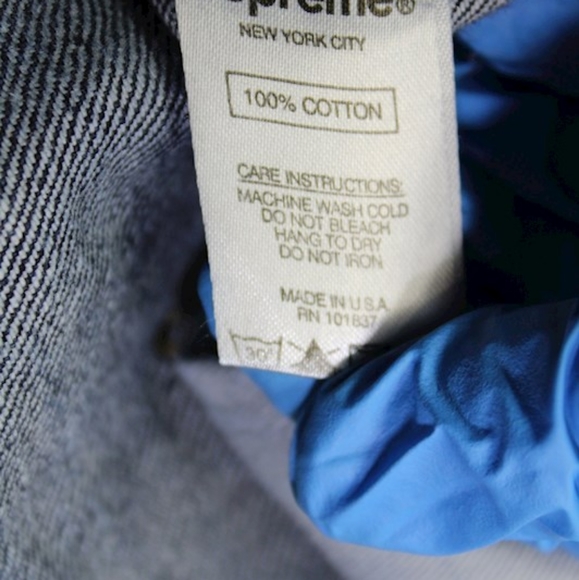 Supreme®
NEW YORK CITY
100% COTTON
CARE INSTRUCTIONS:
MACHINE WASH COLD
DO NOT BLEACH
HANG TO DRY
DO NOT IRON
MADE IN U.S.A.
RN 101837
30°